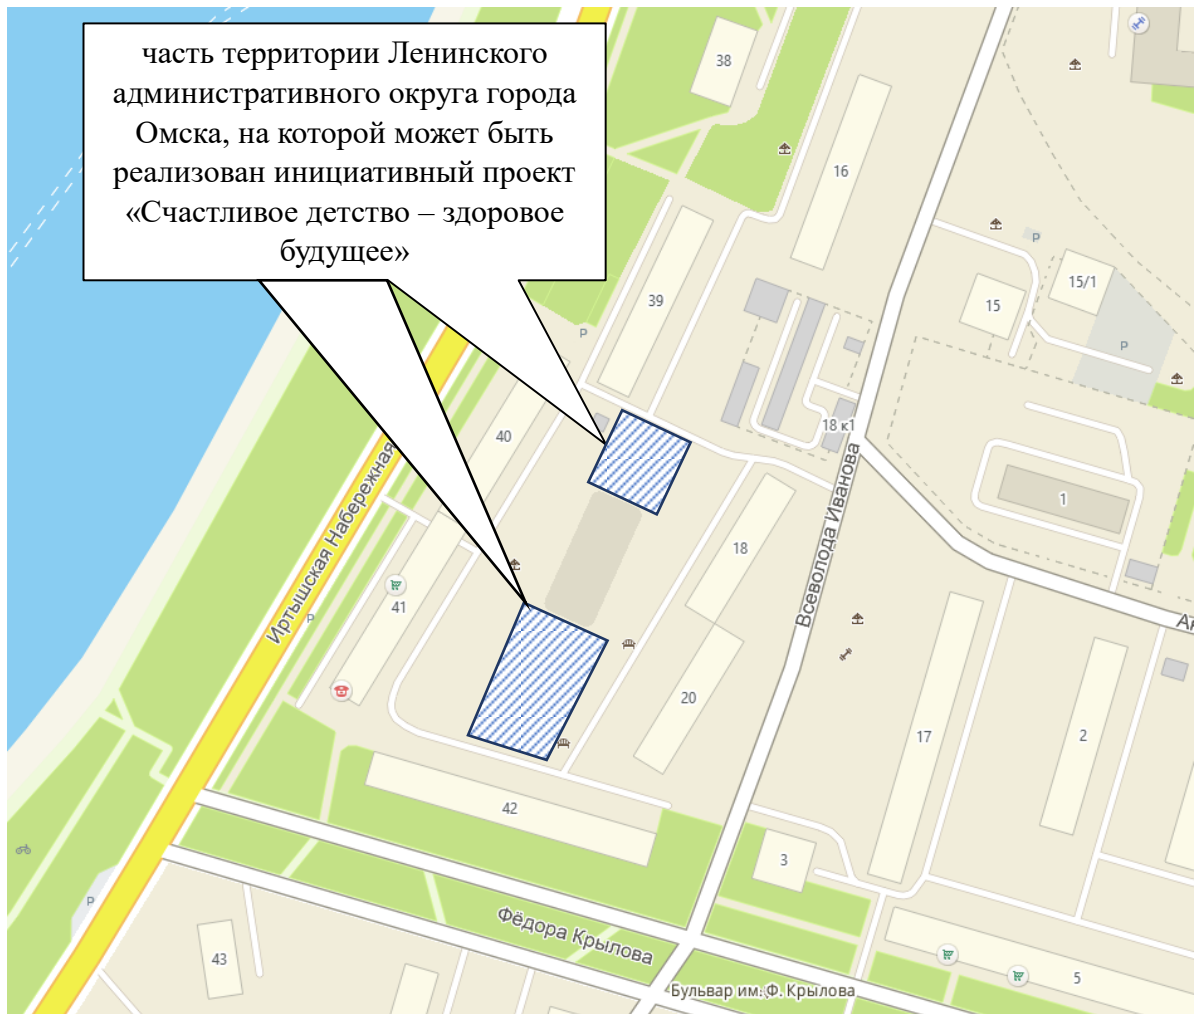 часть территории Ленинского
административного округа города
Омска, на которой может быть
реализован инициативный проект
«Счастливое детство – здоровое
будущее»
38
16
39
15
15/1
P
P
P
40
18 к1
1
Иртышская Набережная
Всеволода Иванова
18
41
P
20
17
2
42
3
Фёдора Крылова
P
43
5
Бульвар им. Ф. Крылова